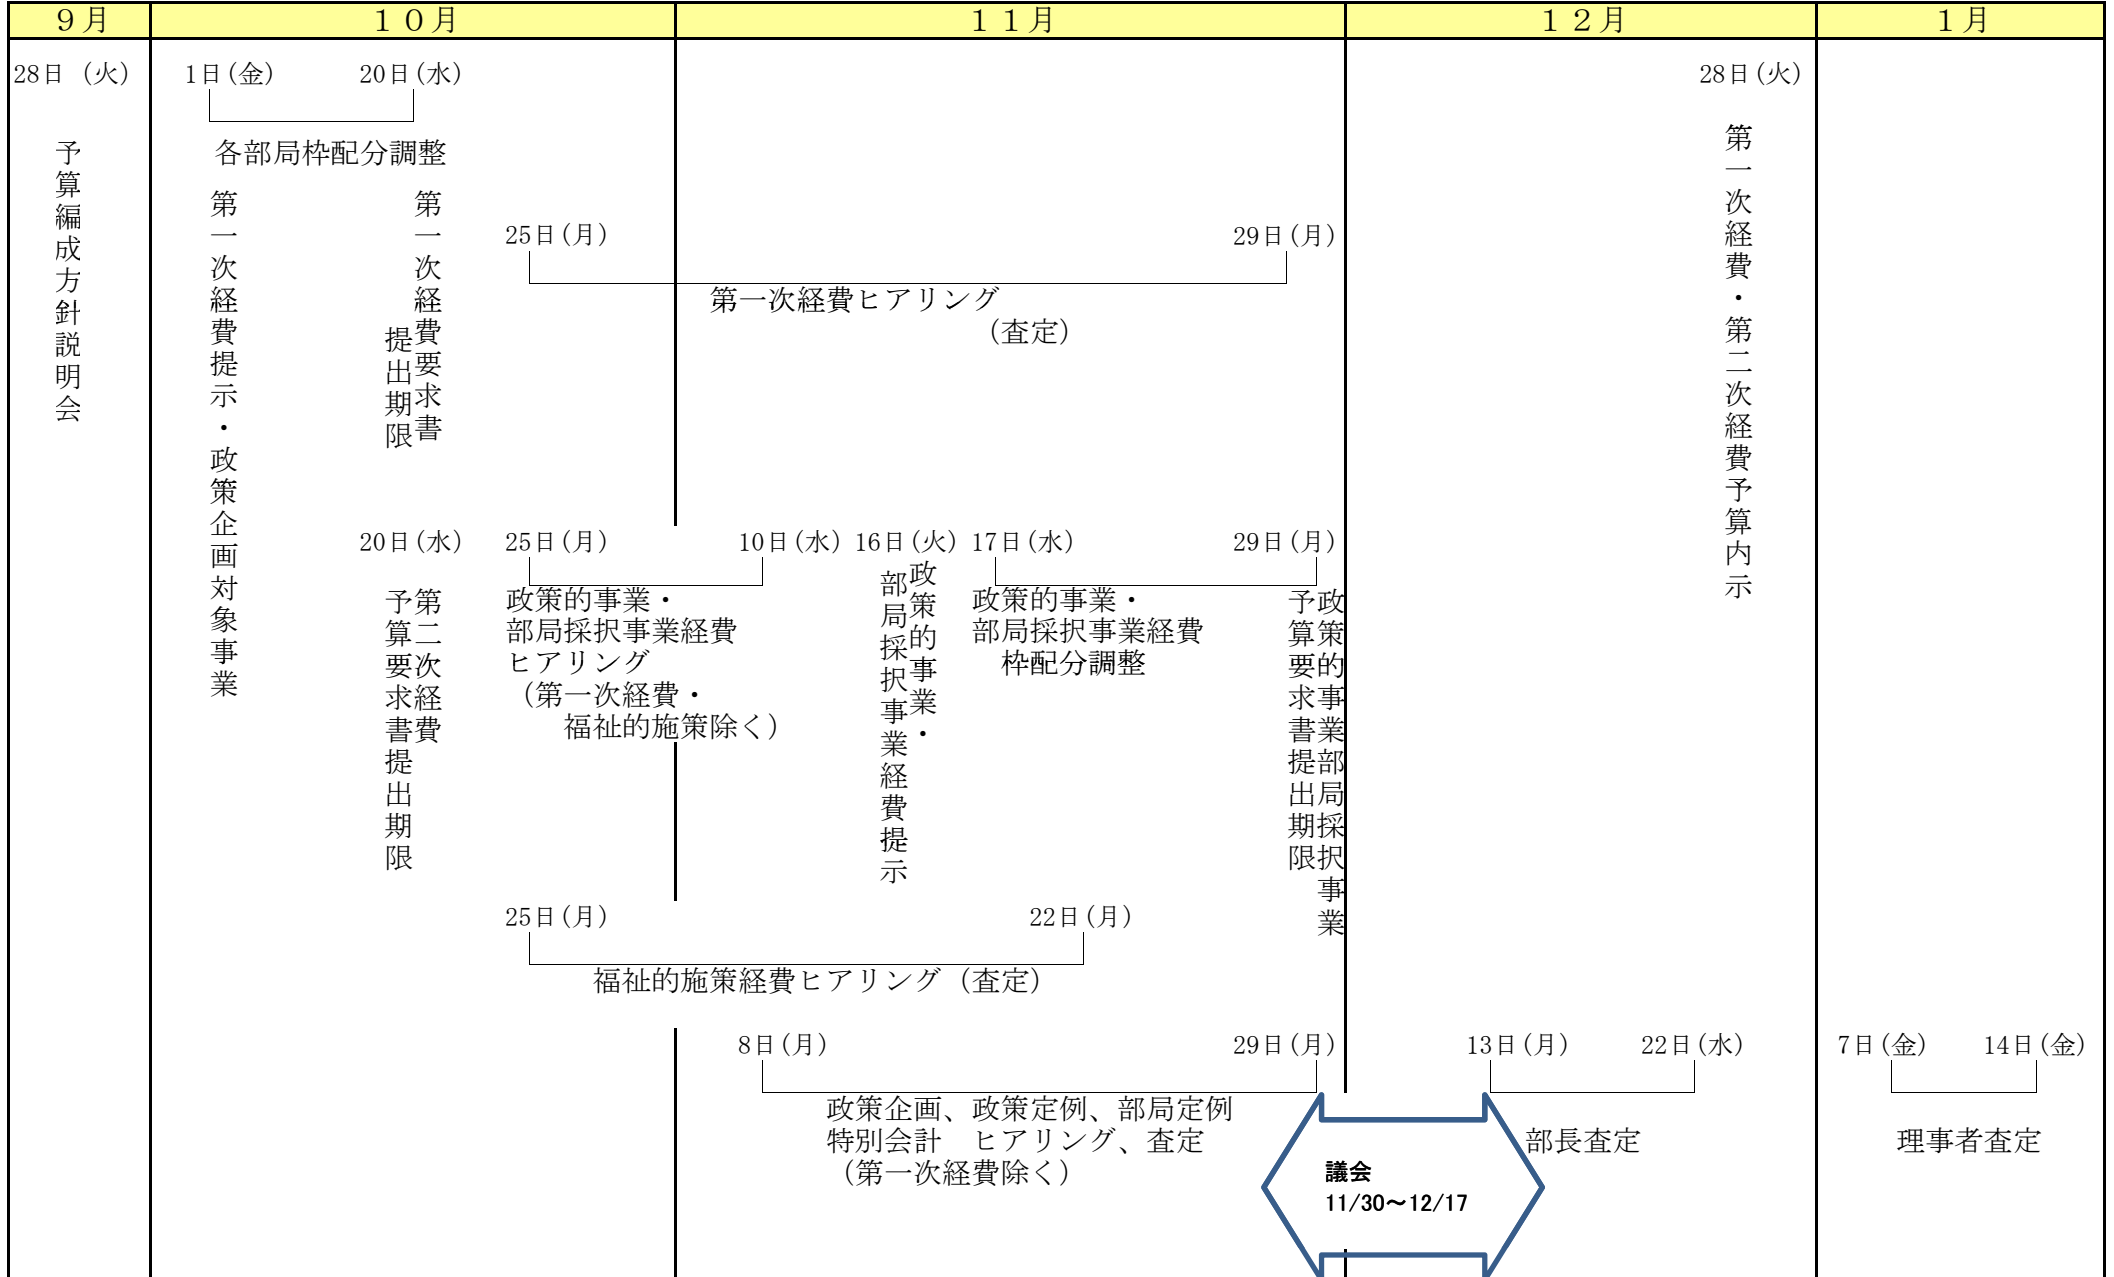 ９月
１０月
１１月
１２月
１月
28日 (火)
1日(金)
20日(水)
28日(火)
予算編成方針説明会
各部局枠配分調整
第一次経費提示・政策企画対象事業
第一次経費要求書
提出期限
第一次経費・第二次経費予算内示
25日(月)
29日(月)
第一次経費ヒアリング
（査定）
20日(水)
25日(月)
10日(水)
16日(火)
17日(水)
29日(月)
第二次経費
予算要求書提出期限
政策的事業・
部局採択事業経費
ヒアリング
（第一次経費・
福祉的施策除く）
政策的事業・
部局採択事業経費提示
政策的事業・
部局採択事業経費
枠配分調整
政策的事業部局採択事業
予算要求書提出期限
25日(月)
22日(月)
福祉的施策経費ヒアリング（査定）
8日(月)
29日(月)
13日(月)
22日(水)
7日(金)
14日(金)
政策企画、政策定例、部局定例
特別会計　ヒアリング、査定
（第一次経費除く）
議会
11/30～12/17
部長査定
理事者査定